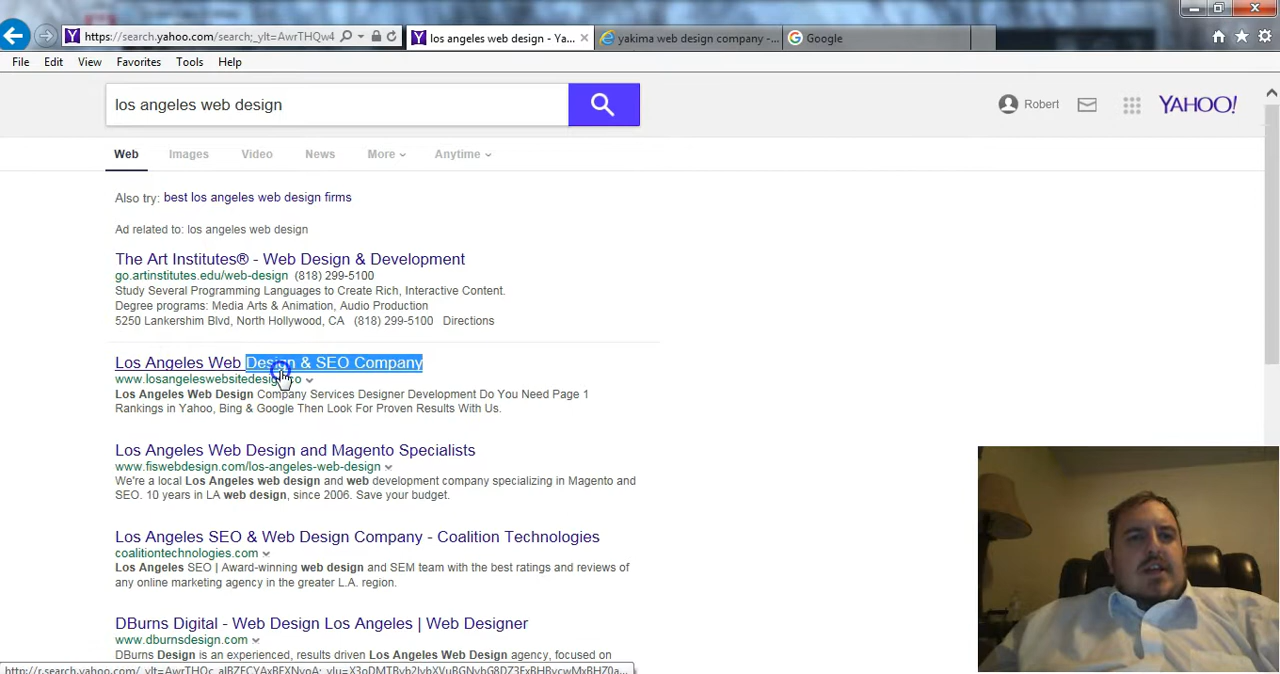 https://search.yahoo.com/search;_ylt=AwrTHQw4
los angeles web design - Ya...
yakima web design company -...
Google
File Edit View Favorites Tools Help
los angeles web design
Robert
YAHOO!
Web Images Video News More Anytime
Also try: best los angeles web design firms
Ad related to: los angeles web design
The Art Institutes® - Web Design & Development
go.artinstitutes.edu/web-design (818) 299-5100
Study Several Programming Languages to Create Rich, Interactive Content.
Degree programs: Media Arts & Animation, Audio Production
5250 Lankershim Blvd, North Hollywood, CA (818) 299-5100 Directions
Los Angeles Web Design & SEO Company
Los Angeles Web Design Company Services Designer Development Do You Need Page 1
Rankings in Yahoo, Bing & Google Then Look For Proven Results With Us.
Los Angeles Web Design and Magento Specialists
www.fiswebdesign.com/los-angeles-web-design
We're a local Los Angeles web design and web development company specializing in Magento and
SEO. 10 years in LA web design, since 2006. Save your budget.
Los Angeles SEO & Web Design Company - Coalition Technologies
coalitiontechnologies.com
Los Angeles SEO | Award-winning web design and SEM team with the best ratings and reviews of
any online marketing agency in the greater L.A. region.
DBurns Digital - Web Design Los Angeles | Web Designer
www.dburnsdesign.com
DBurns Design is an experienced, results driven Los Angeles Web Design agency, focused on